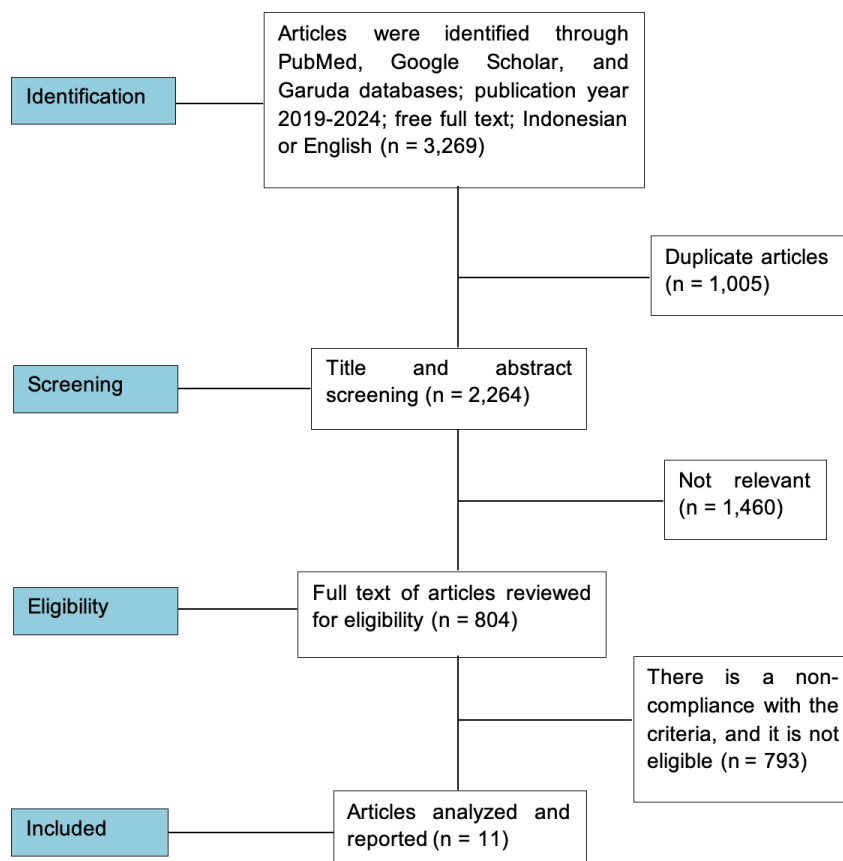 Identification
Articles were identified through
PubMed, Google Scholar, and
Garuda databases; publication year
2019-2024; free full text; Indonesian
or English (n = 3,269)
Duplicate articles
(n = 1,005)
Screening
Title and abstract
screening (n = 2,264)
Not relevant
(n = 1,460)
Eligibility
Full text of articles reviewed
for eligibility (n = 804)
There is a non-
compliance with the
criteria, and it is not
eligible (n = 793)
Included
Articles analyzed and
reported (n = 11)